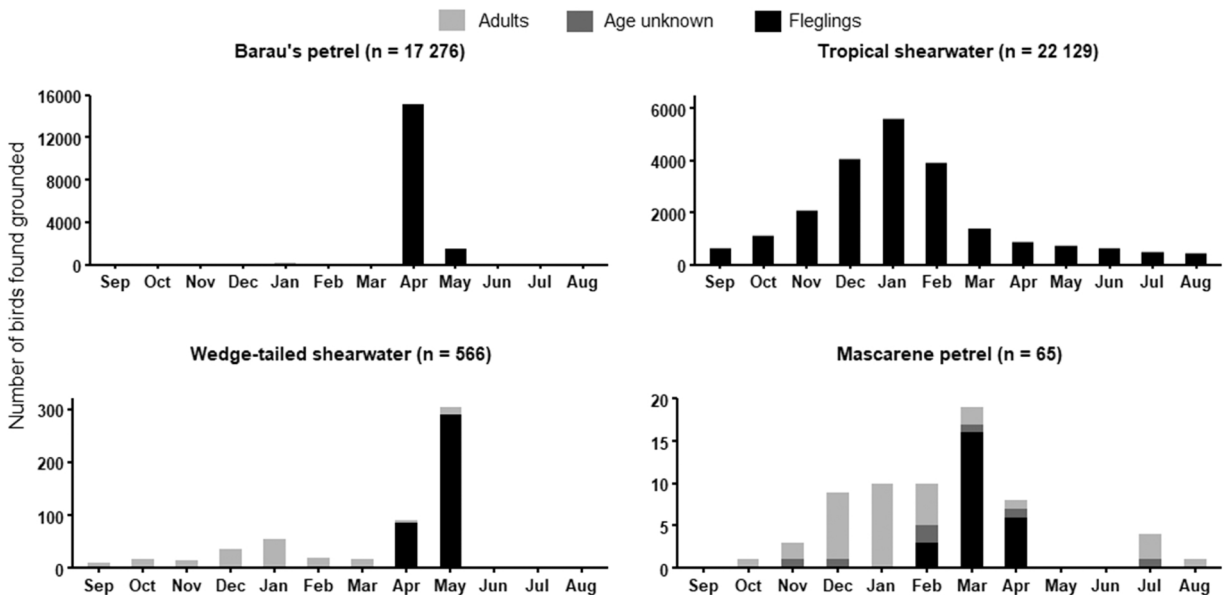 Adults Age unknown Fleglings
Barau's petrel (n = 17 276)
Tropical shearwater (n = 22 129)
Number of birds found grounded
16000
12000
8000
4000
0
Sep Oct Nov Dec Jan Feb Mar Apr May Jun Jul Aug
6000
4000
2000
0
Sep Oct Nov Dec Jan Feb Mar Apr May Jun Jul Aug
Wedge-tailed shearwater (n = 566)
Mascarene petrel (n = 65)
300
200
100
0
Sep Oct Nov Dec Jan Feb Mar Apr May Jun Jul Aug
20
15
10
5
0
Sep Oct Nov Dec Jan Feb Mar Apr May Jun Jul Aug